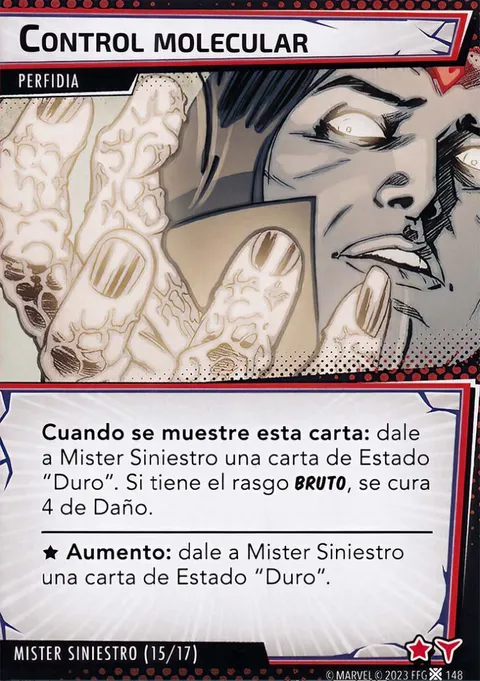 Control molecular
PERFIDIA
Cuando se muestre esta carta: dale
a Mister Siniestro una carta de Estado
“Duro”. Si tiene el rasgo BRUTO, se cura
4 de Daño.
★ Aumento: dale a Mister Siniestro
una carta de Estado “Duro”.
MISTER SINIESTRO (15/17)
© MARVEL © 2023 FFG 148